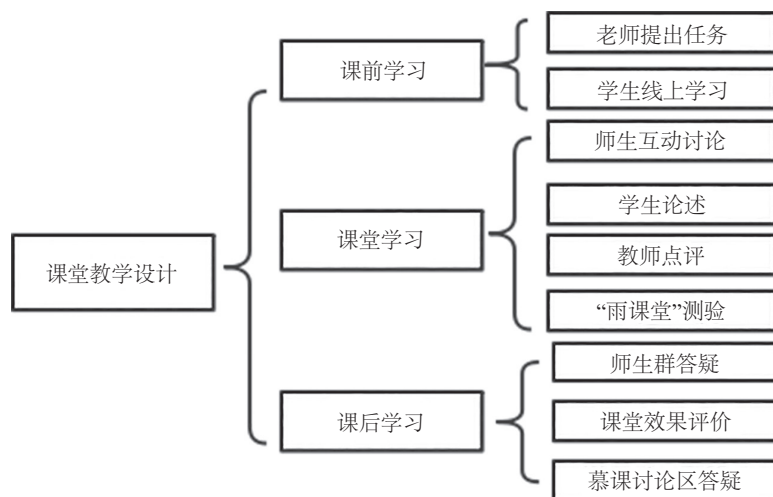 课堂教学设计
课前学习
老师提出任务
学生线上学习
课堂学习
师生互动讨论
学生论述
教师点评
“雨课堂”测验
课后学习
师生群答疑
课堂效果评价
慕课讨论区答疑